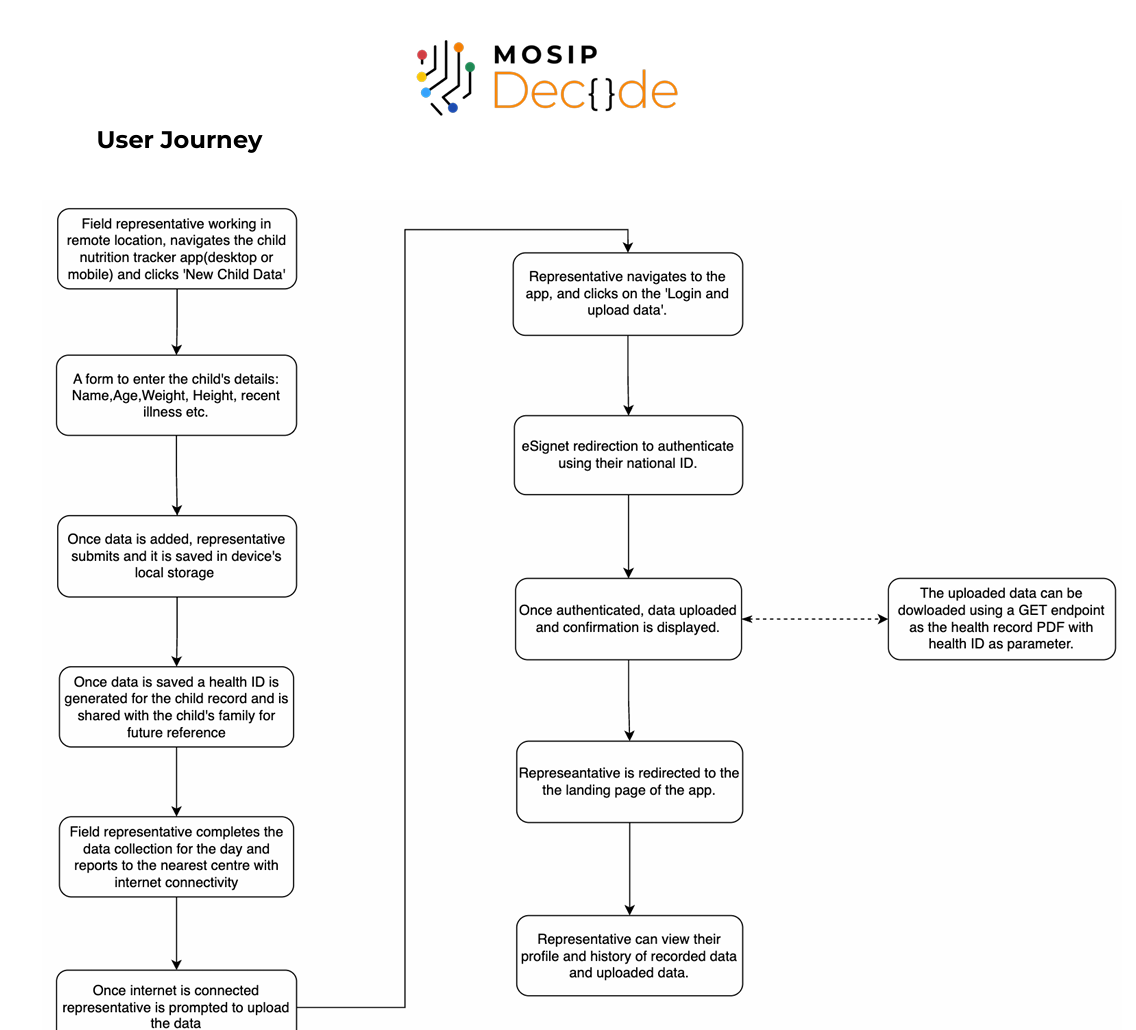 MOSIP
Dec{}de
User Journey
Field representative working in
remote location, navigates the child
nutrition tracker app(desktop or
mobile) and clicks 'New Child Data'
A form to enter the child's details:
Name,Age,Weight, Height, recent
illness etc.
Once data is added, representative
submits and it is saved in device's
local storage
Once data is saved a health ID is
generated for the child record and is
shared with the child's family for
future reference
Field representative completes the
data collection for the day and
reports to the nearest centre with
internet connectivity
Once internet is connected
representative is prompted to upload
the data
Representative navigates to the
app, and clicks on the 'Login and
upload data'.
eSignet redirection to authenticate
using their national ID.
Once authenticated, data uploaded
and confirmation is displayed.
The uploaded data can be
dowloaded using a GET endpoint
as the health record PDF with
health ID as parameter.
Represeantative is redirected to the
the landing page of the app.
Representative can view their
profile and history of recorded data
and uploaded data.